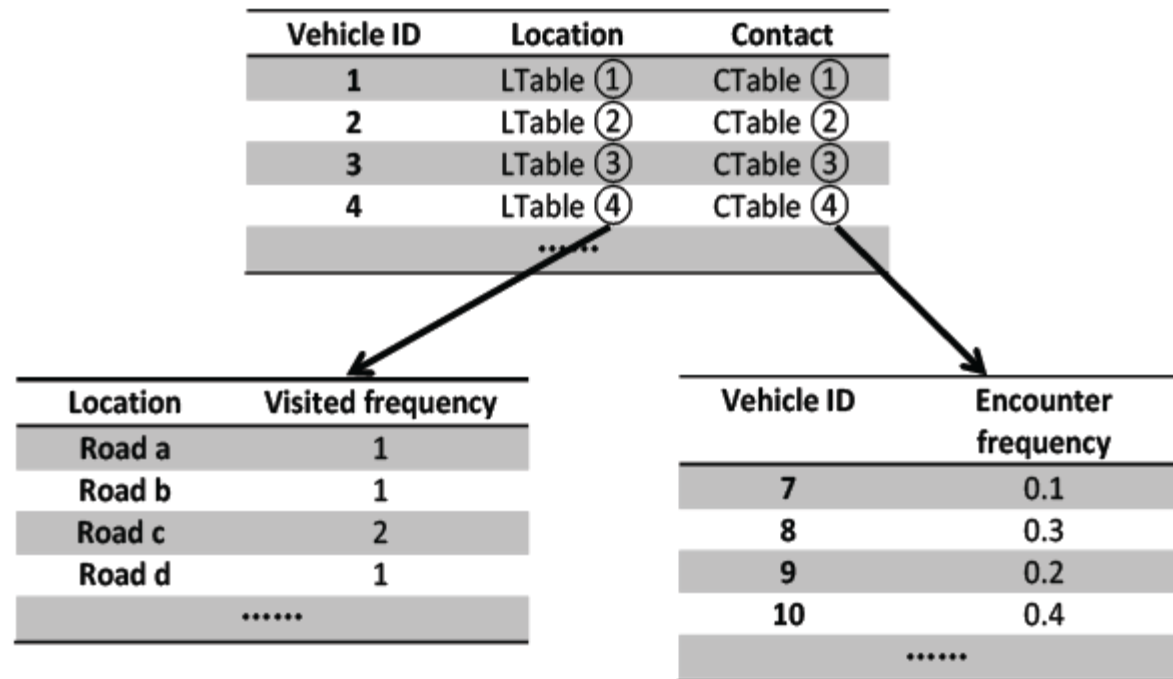 Vehicle ID Location Contact
1 LTable ① CTable ①
2 LTable ② CTable ②
3 LTable ③ CTable ③
4 LTable ④ CTable ④
······
Location Visited frequency
Road a 1
Road b 1
Road c 2
Road d 1
······
Vehicle ID Encounter
frequency
7 0.1
8 0.3
9 0.2
10 0.4
······